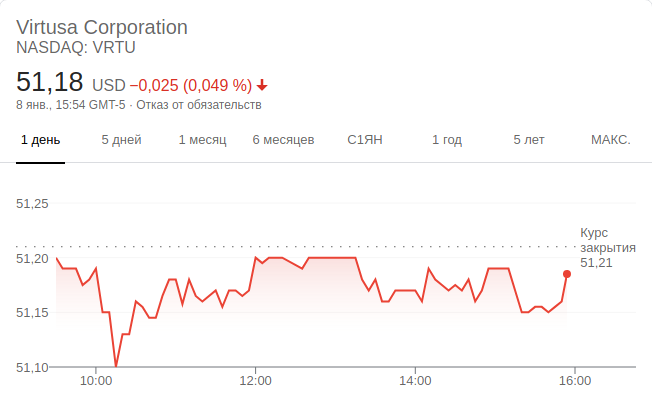 Virtusa Corporation
NASDAQ: VRTU
51,18 USD −0,025 (0,049 %)
8 янв., 15:54 GMT-5 · Отказ от обязательств
1 день 5 дней 1 месяц 6 месяцев С1ЯН 1 год 5 лет МАКС.
51,25
Курс
закрытия
51,21
51,20
51,15
51,10
10:00 12:00 14:00 16:00